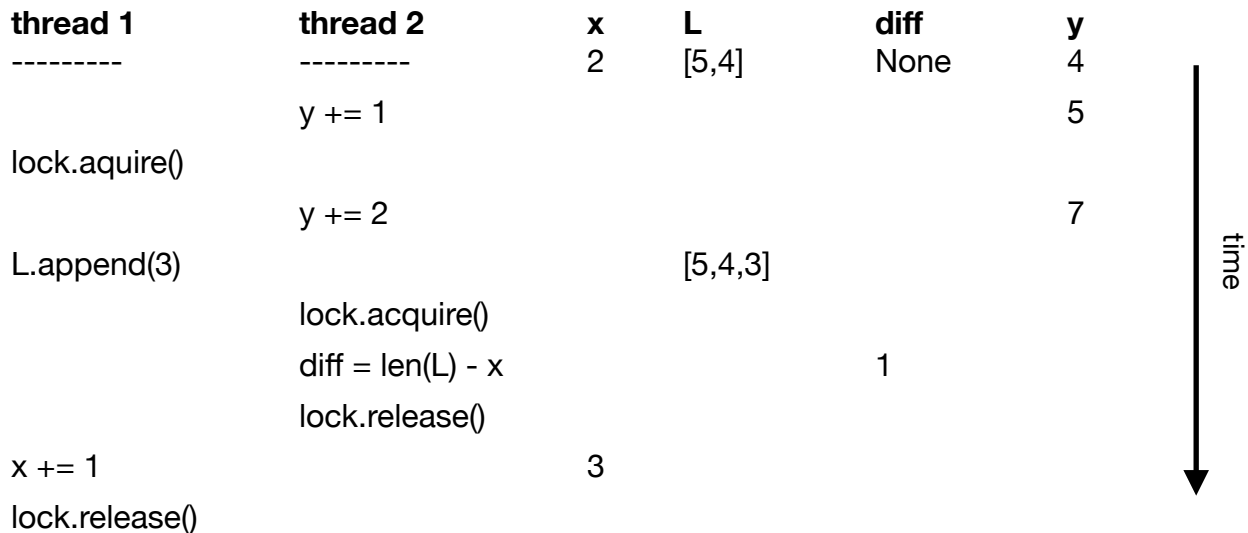 thread 1 thread 2 x L diff y
--------- --------- 2 [5,4] None 4
y += 1 5
lock.aquire()
y += 2 7
L.append(3) [5,4,3]
time
lock.acquire()
diff = len(L) - x 1
lock.release()
x += 1 3
lock.release()